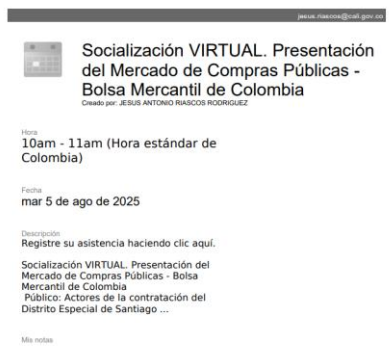 jesus.riascos@cali.gov.co
Socialización VIRTUAL. Presentación
del Mercado de Compras Públicas -
Bolsa Mercantil de Colombia
Creado por: JESUS ANTONIO RIASCOS RODRIGUEZ
Hora
10am - 11am (Hora estándar de
Colombia)
Fecha
mar 5 de ago de 2025
Descripción
Registre su asistencia haciendo clic aquí.
Socialización VIRTUAL. Presentación del
Mercado de Compras Públicas - Bolsa
Mercantil de Colombia
Público: Actores de la contratación del
Distrito Especial de Santiago ...
Mis notas